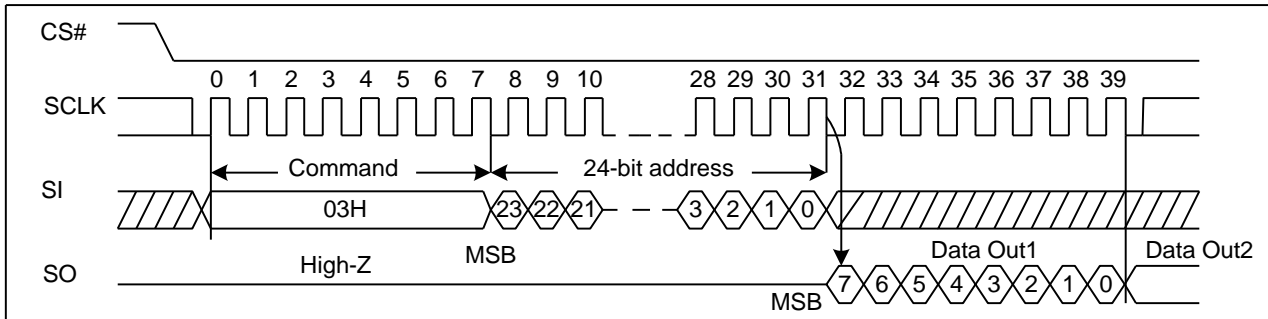 CS#
0 1 2 3 4 5 6 7 8 9 10 28 29 30 31 32 33 34 35 36 37 38 39
SCLK
Command 24-bit address
SI
03H 23 22 21 3 2 1 0
MSB Data Out1 Data Out2
High-Z
SO
MSB 7 6 5 4 3 2 1 0